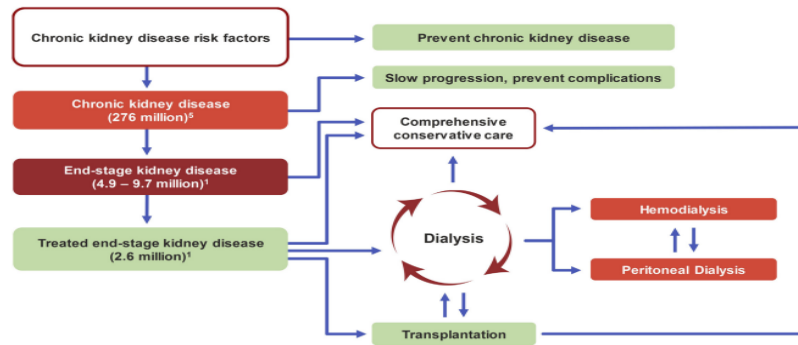 Chronic kidney disease risk factors
Prevent chronic kidney disease
Slow progression, prevent complications
Chronic kidney disease
(276 million)⁵
Comprehensive
conservative care
End-stage kidney disease
(4.9 – 9.7 million)¹
Hemodialysis
Dialysis
Treated end-stage kidney disease
(2.6 million)¹
Peritoneal Dialysis
Transplantation